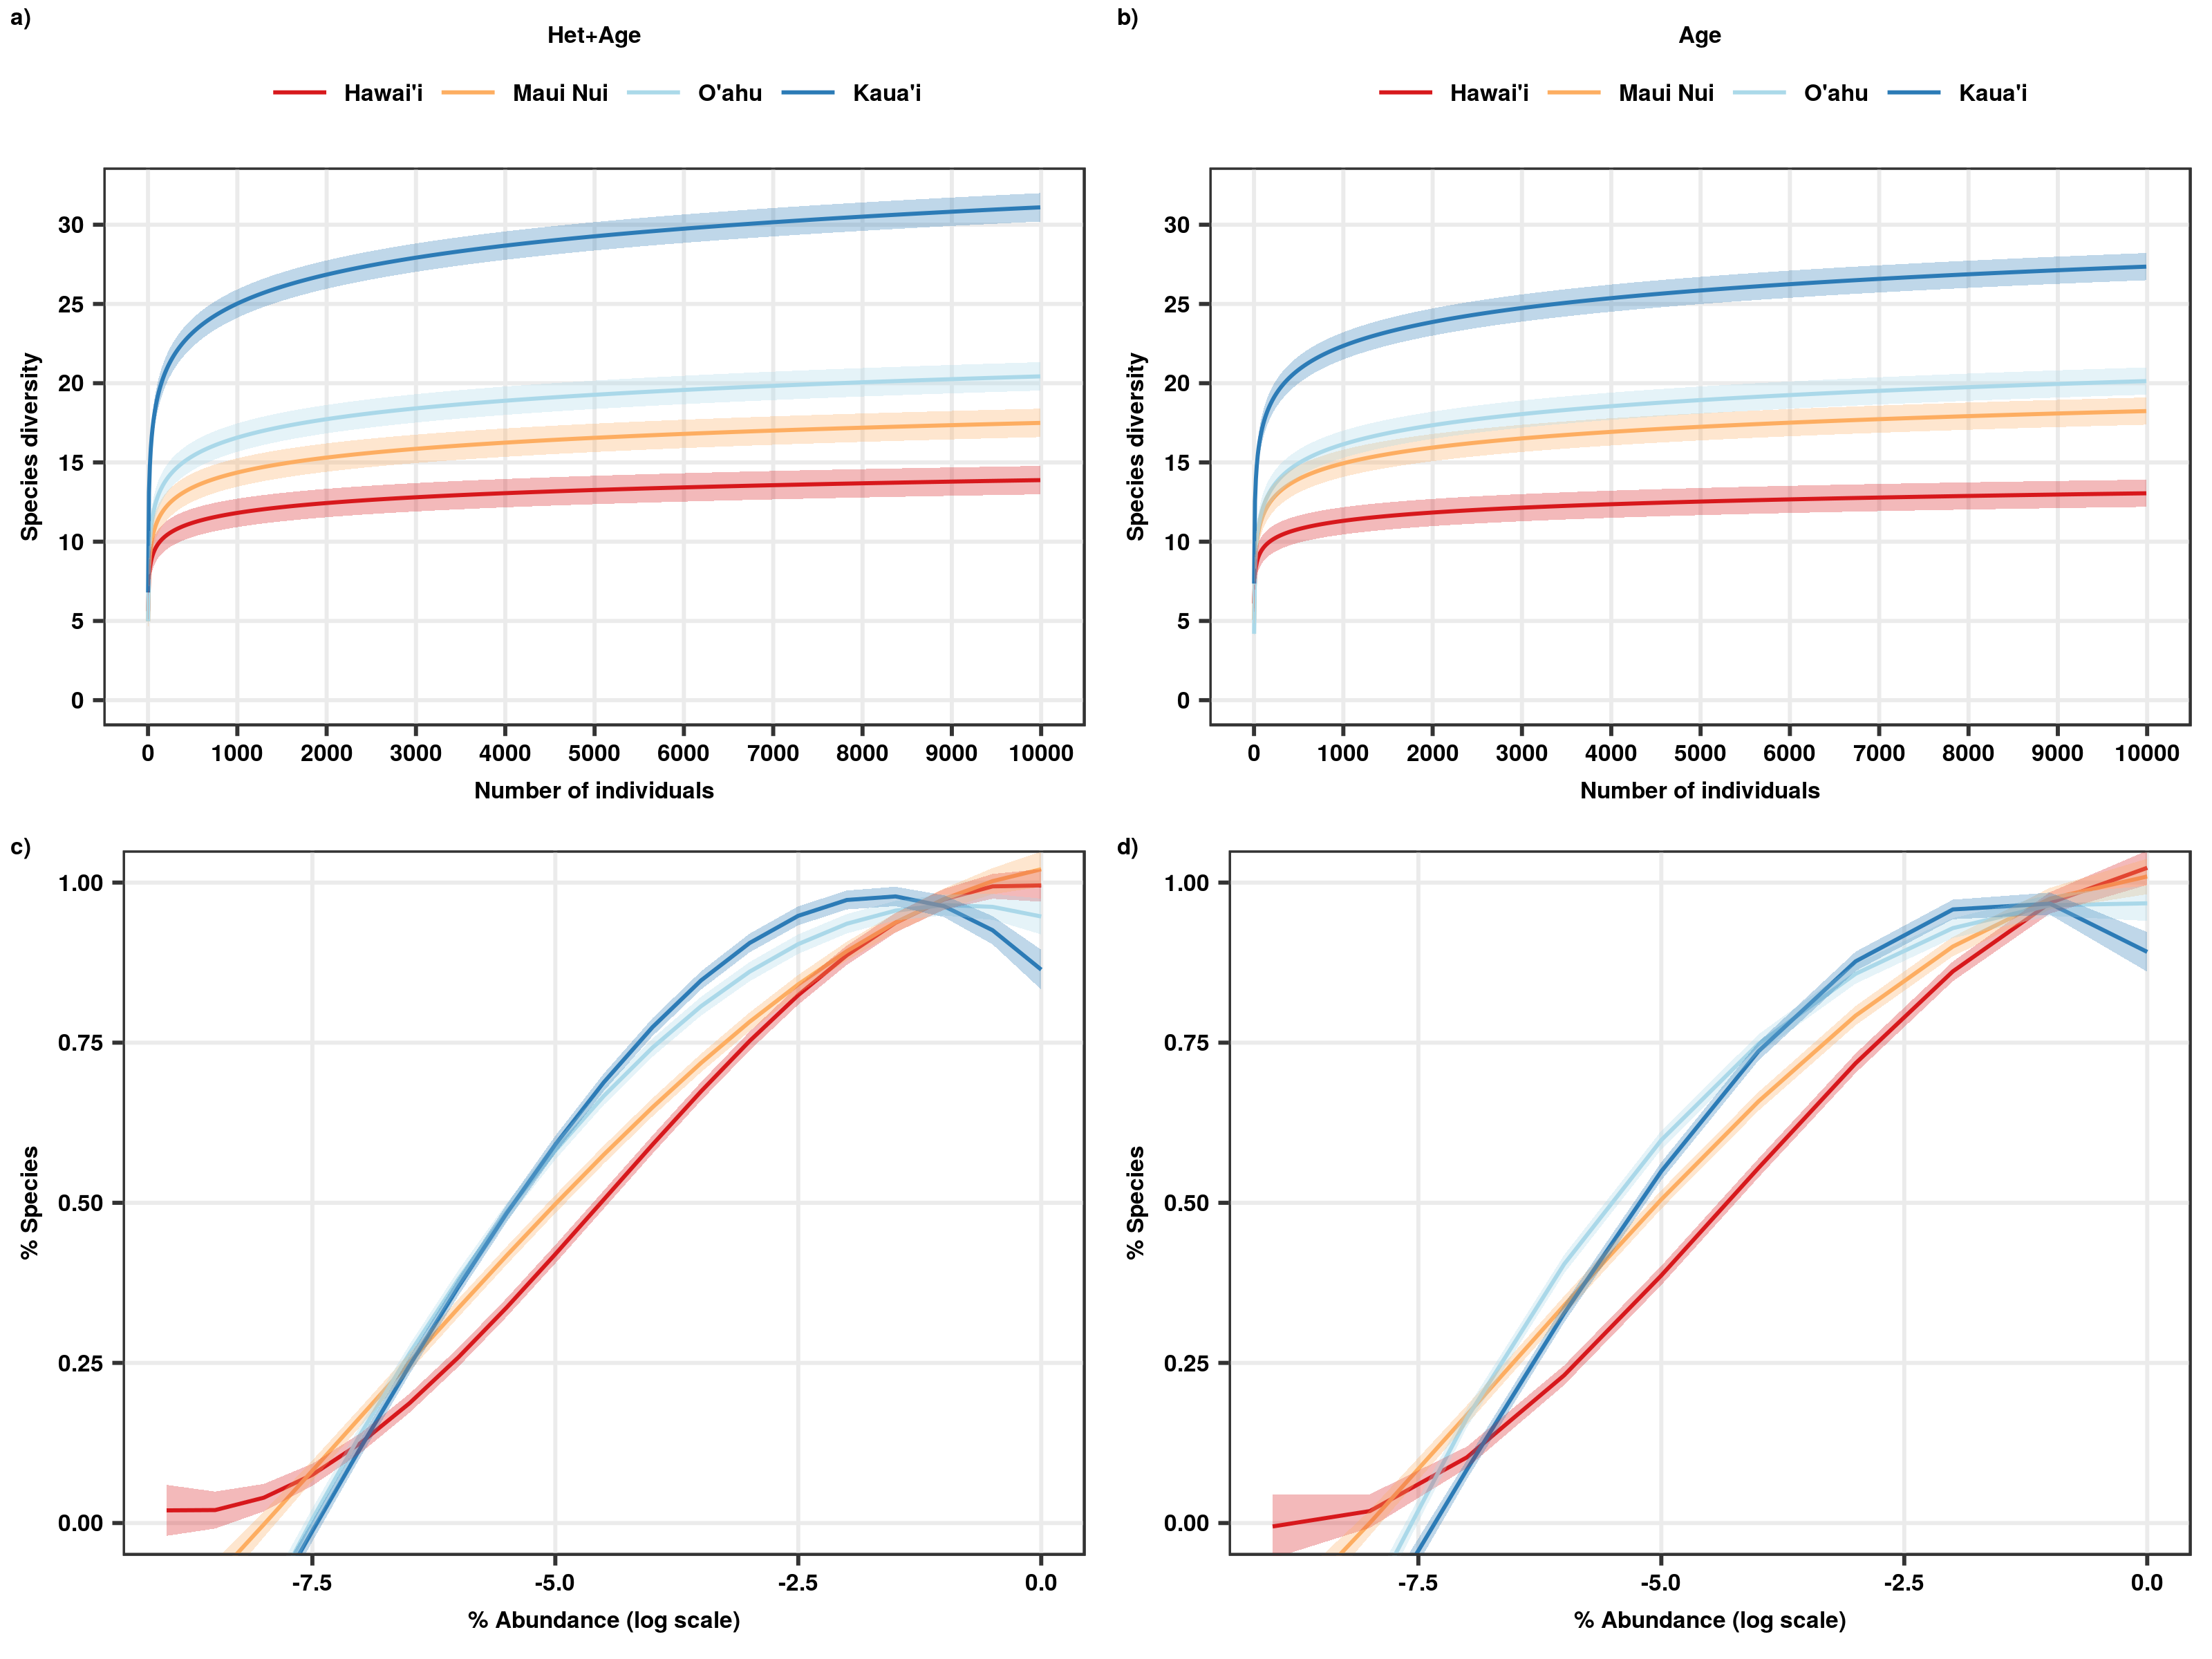 a)
Het+Age
Hawai'i Maui Nui O'ahu Kaua'i
Species diversity
30
25
20
15
10
5
0
0 1000 2000 3000 4000 5000 6000 7000 8000 9000 10000
Number of individuals
b)
Age
Hawai'i Maui Nui O'ahu Kaua'i
Species diversity
30
25
20
15
10
5
0
0 1000 2000 3000 4000 5000 6000 7000 8000 9000 10000
Number of individuals
c)
% Species
1.00
0.75
0.50
0.25
0.00
-7.5 -5.0 -2.5 0.0
% Abundance (log scale)
d)
% Species
1.00
0.75
0.50
0.25
0.00
-7.5 -5.0 -2.5 0.0
% Abundance (log scale)